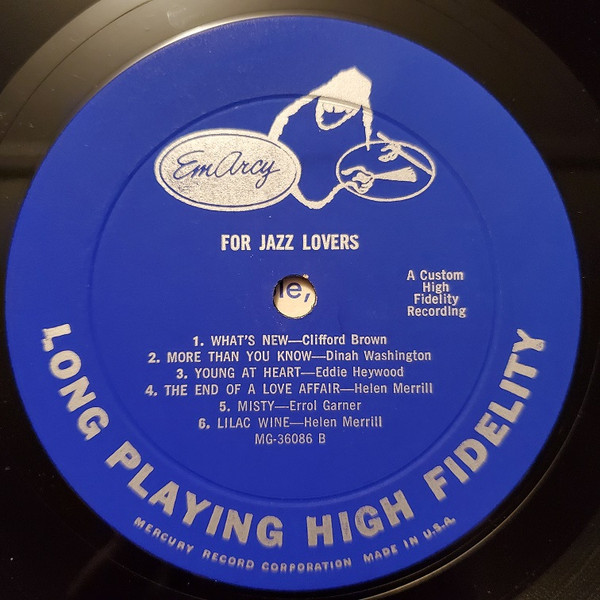 EmArcy
FOR JAZZ LOVERS
le,
A Custom
High
Fidelity
Recording
1. WHAT'S NEW—Clifford Brown
2. MORE THAN YOU KNOW—Dinah Washington
3. YOUNG AT HEART—Eddie Heywood
4. THE END OF A LOVE AFFAIR—Helen Merrill
5. MISTY—Errol Garner
6. LILAC WINE—Helen Merrill
MG-36086 B
LONG PLAYING HIGH FIDELITY
MERCURY RECORD CORPORATION MADE IN U.S.A.